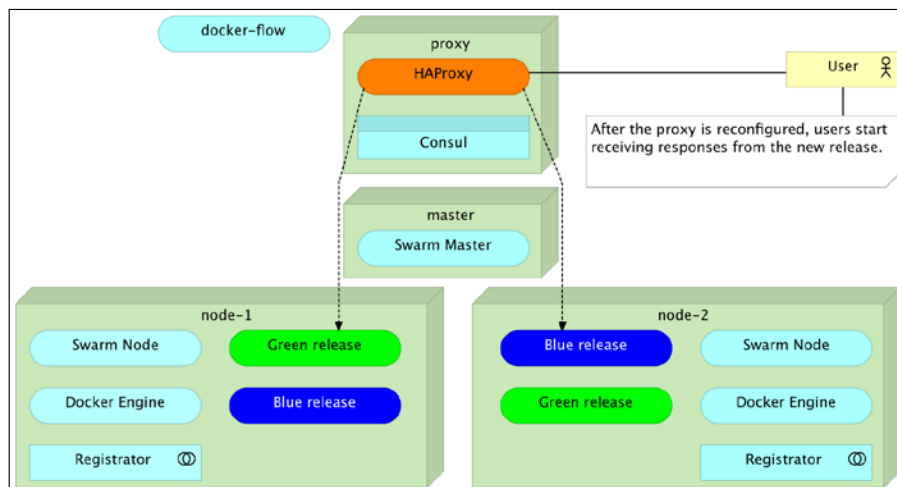 docker-flow
proxy
HAProxy
Consul
User
After the proxy is reconfigured, users start
receiving responses from the new release.
master
Swarm Master
node-1
Swarm Node
Green release
Docker Engine
Blue release
Registrator
node-2
Blue release
Swarm Node
Green release
Docker Engine
Registrator